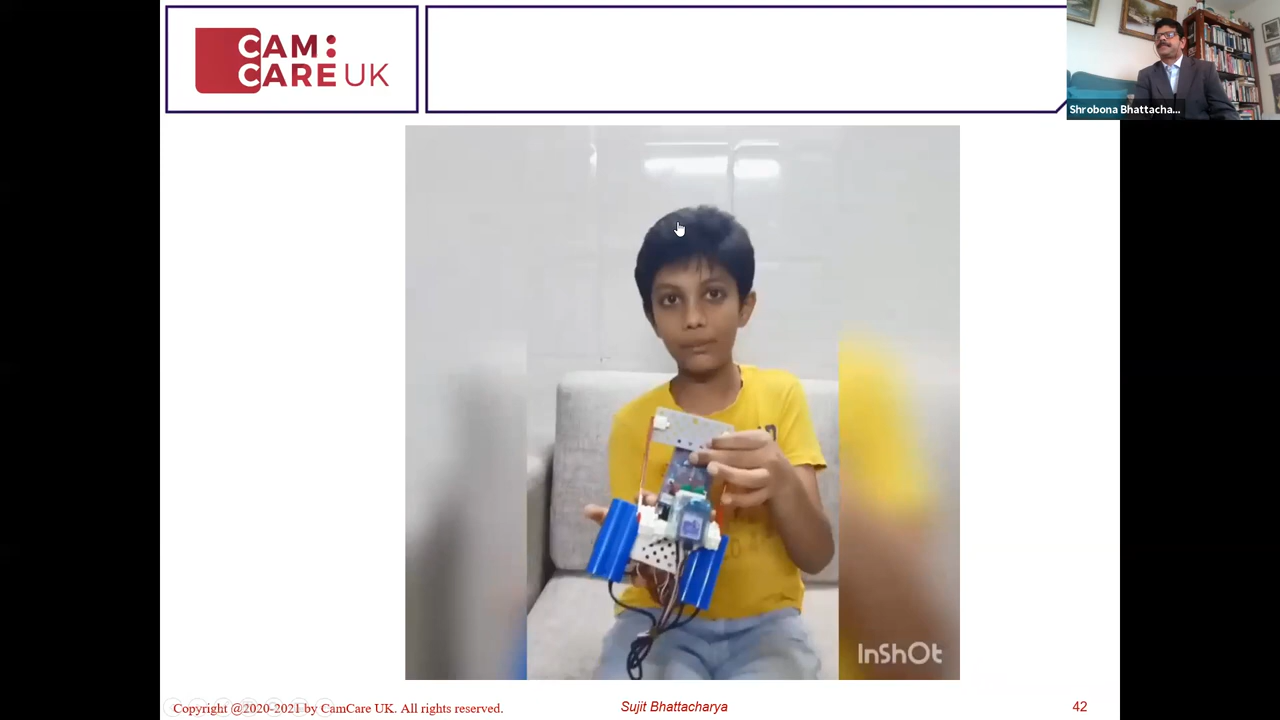 CAM:
CARE UK
Shrobona Bhattacha...
InShOt
Copyright @2020-2021 by CamCare UK. All rights reserved.
Sujit Bhattacharya
42